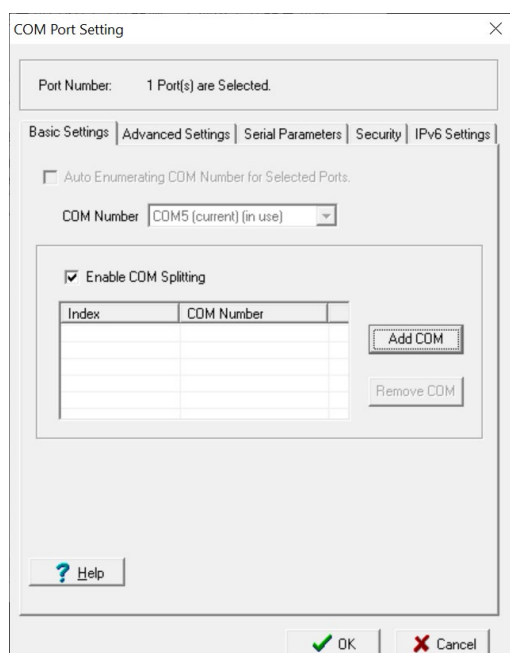 COM Port Setting
Port Number: 1 Port(s) are Selected.
Basic Settings Advanced Settings Serial Parameters Security IPv6 Settings
Auto Enumerating COM Number for Selected Ports.
COM Number COM5 (current) (in use)
Enable COM Splitting
Index COM Number
Add COM
Remove COM
? Help
OK Cancel